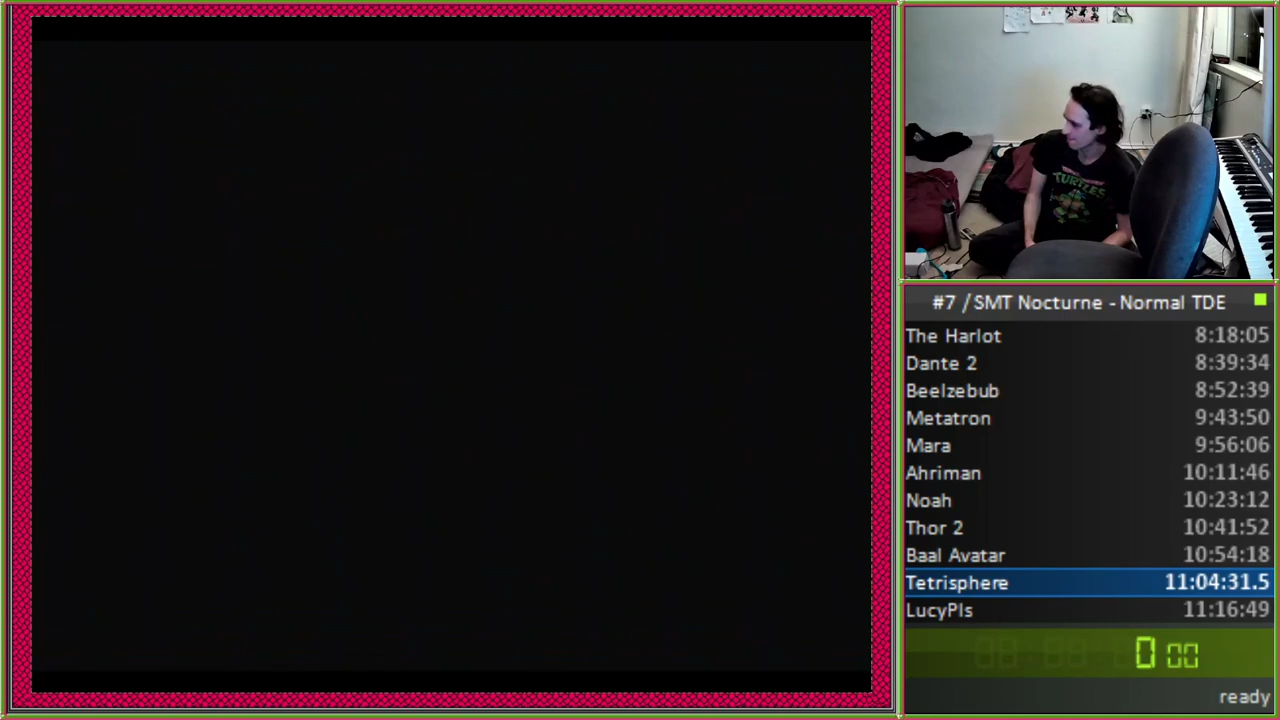 TURTLES
#7 / SMT Nocturne - Normal TDE
The Harlot 8:18:05
Dante 2 8:39:34
Beelzebub 8:52:39
Metatron 9:43:50
Mara 9:56:06
Ahriman 10:11:46
Noah 10:23:12
Thor 2 10:41:52
Baal Avatar 10:54:18
Tetrisphere 11:04:31.5
LucyPls 11:16:49
0 00
ready